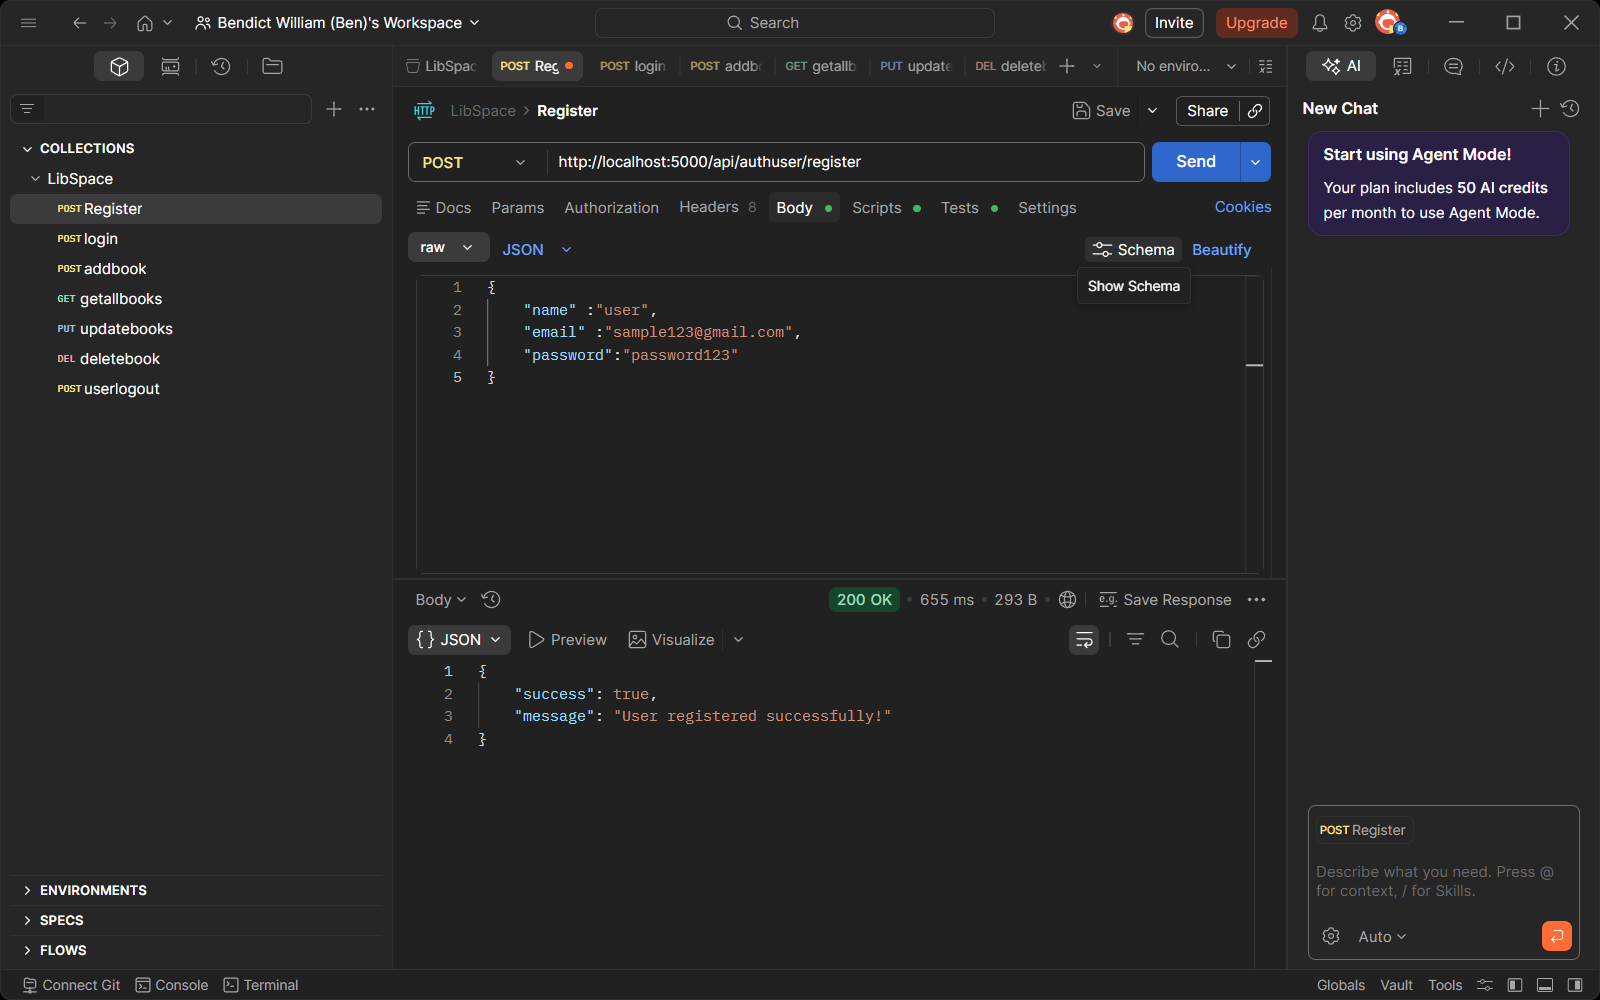 Bendict William (Ben)'s Workspace
Search
Invite
Upgrade
B
COLLECTIONS
LibSpace
POST Register
POST login
POST addbook
GET getallbooks
PUT updatebooks
DEL deletebook
POST userlogout
ENVIRONMENTS
SPECS
FLOWS
LibSpac
POST Reg
POST login
POST addb
GET getallb
PUT update
DEL delet
No enviro...
HTTP LibSpace > Register
Save
Share
POST
http://localhost:5000/api/authuser/register
Send
Docs Params Authorization Headers 8 Body Scripts Tests Settings Cookies
raw JSON Schema Beautify
Show Schema
1 {
2 "name" :"user",
3 "email" :"sample123@gmail.com",
4 "password":"password123"
5 }
Body 200 OK • 655 ms • 293 B • e.g. Save Response
{} JSON Preview Visualize
1 {
2 "success": true,
3 "message": "User registered successfully!"
4 }
AI
New Chat
Start using Agent Mode!
Your plan includes 50 AI credits
per month to use Agent Mode.
POST Register
Describe what you need. Press @
for context, / for Skills.
Auto
Connect Git Console Terminal
Globals Vault Tools